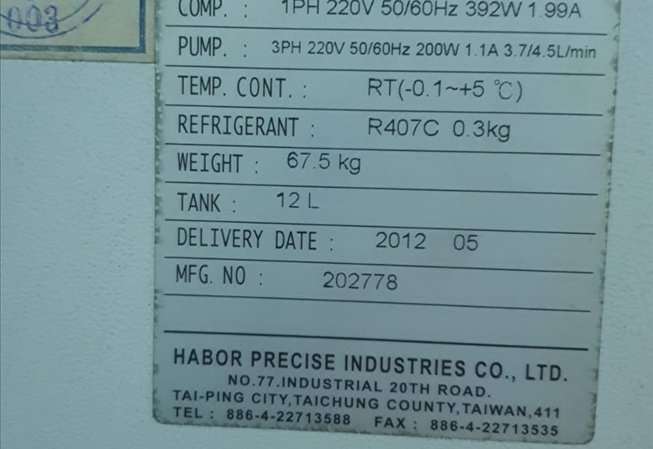 003
COMP. : 1PH 220V 50/60Hz 392W 1.99A
PUMP. : 3PH 220V 50/60Hz 200W 1.1A 3.7/4.5L/min
TEMP. CONT. : RT(-0.1~+5 ℃)
REFRIGERANT : R407C 0.3kg
WEIGHT : 67.5 kg
TANK : 12 L
DELIVERY DATE : 2012 05
MFG. NO : 202778
HABOR PRECISE INDUSTRIES CO., LTD.
NO.77.INDUSTRIAL 20TH ROAD.
TAI-PING CITY,TAICHUNG COUNTY,TAIWAN,411
TEL : 886-4-22713588 FAX : 886-4-22713535